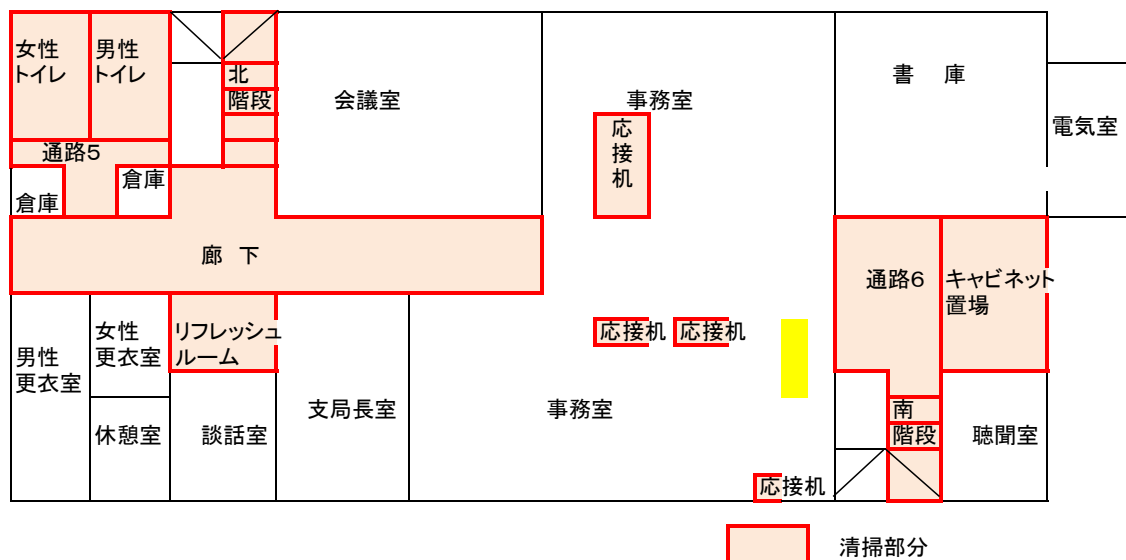 女性
トイレ
男性
トイレ
北
階段
会議室
事務室
書　庫
電気室
応
接
机
通路５
倉庫
倉庫
廊　下
通路６
キャビネット
置場
男性
更衣室
女性
更衣室
リフレッシュ
ルーム
応接机
応接机
休憩室
談話室
支局長室
事務室
南
階段
聴聞室
応接机
清掃部分